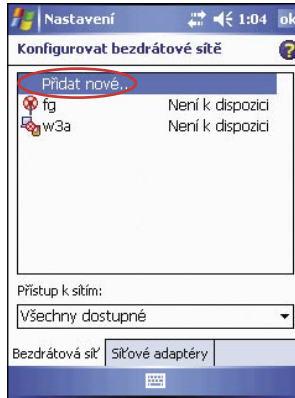 Nastavení 1:04 ok
Konfigurovat bezdrátové sítě ?
Přidat nové..
fg Není k dispozici
w3a Není k dispozici
Přístup k sítím:
Všechny dostupné
Bezdrátová síť Síťové adaptéry